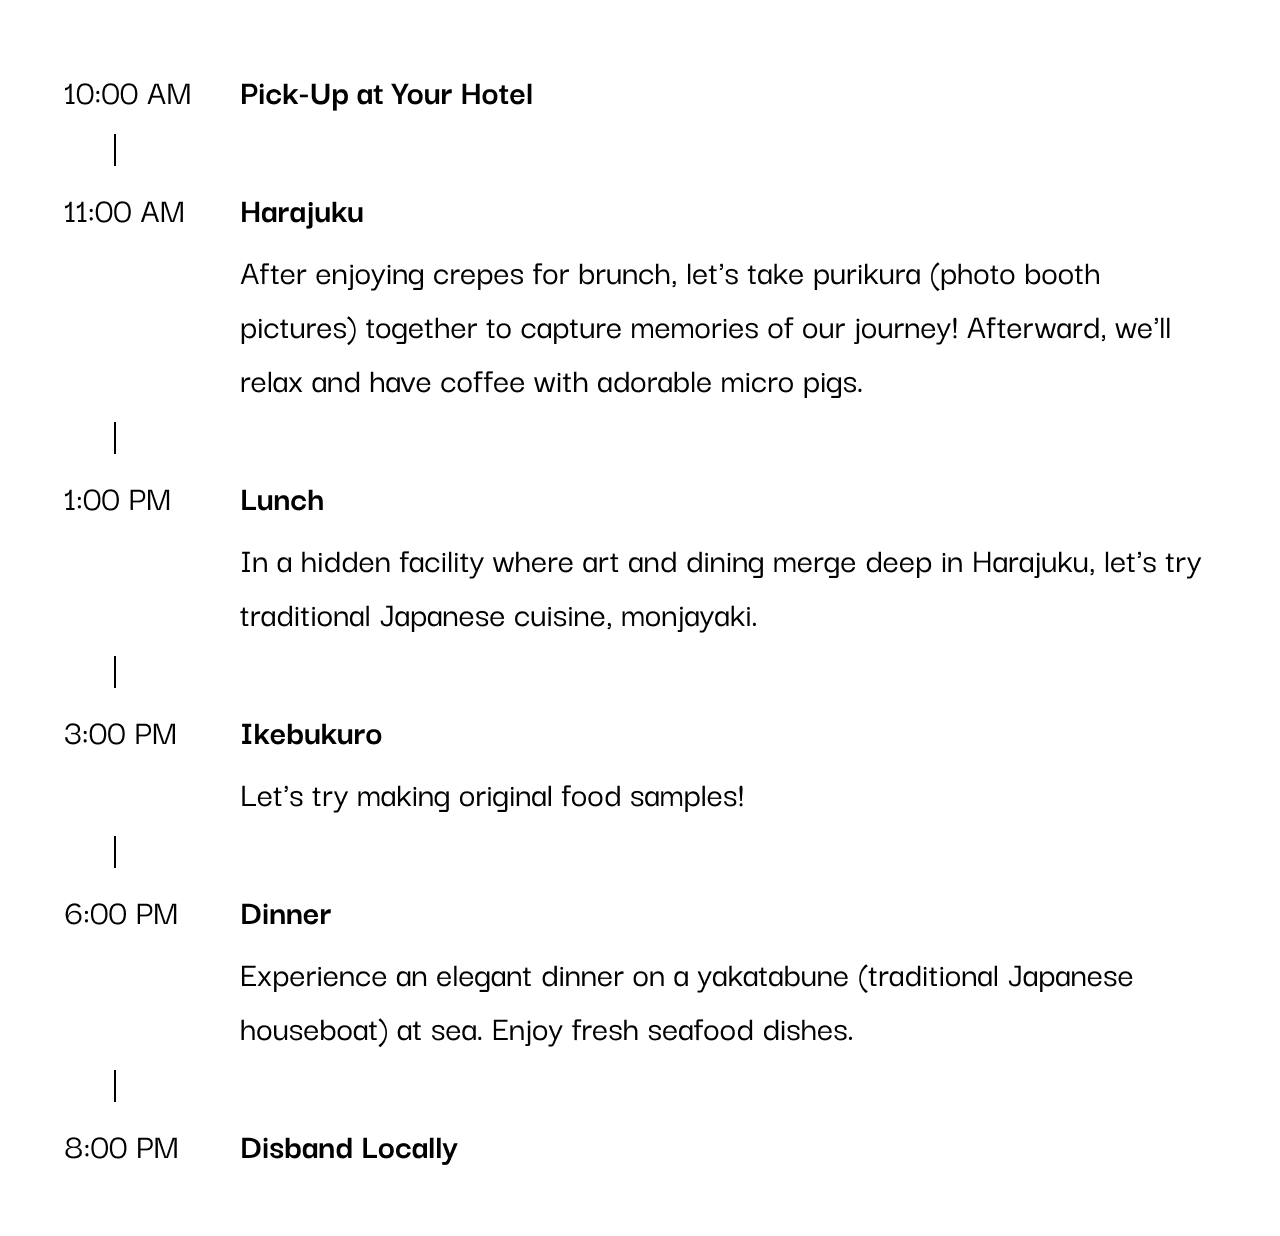 10:00 AM Pick-Up at Your Hotel
11:00 AM Harajuku
After enjoying crepes for brunch, let’s take purikura (photo booth
pictures) together to capture memories of our journey! Afterward, we’ll
relax and have coffee with adorable micro pigs.
1:00 PM Lunch
In a hidden facility where art and dining merge deep in Harajuku, let’s try
traditional Japanese cuisine, monjayaki.
3:00 PM Ikebukuro
Let’s try making original food samples!
6:00 PM Dinner
Experience an elegant dinner on a yakatabune (traditional Japanese
houseboat) at sea. Enjoy fresh seafood dishes.
8:00 PM Disband Locally